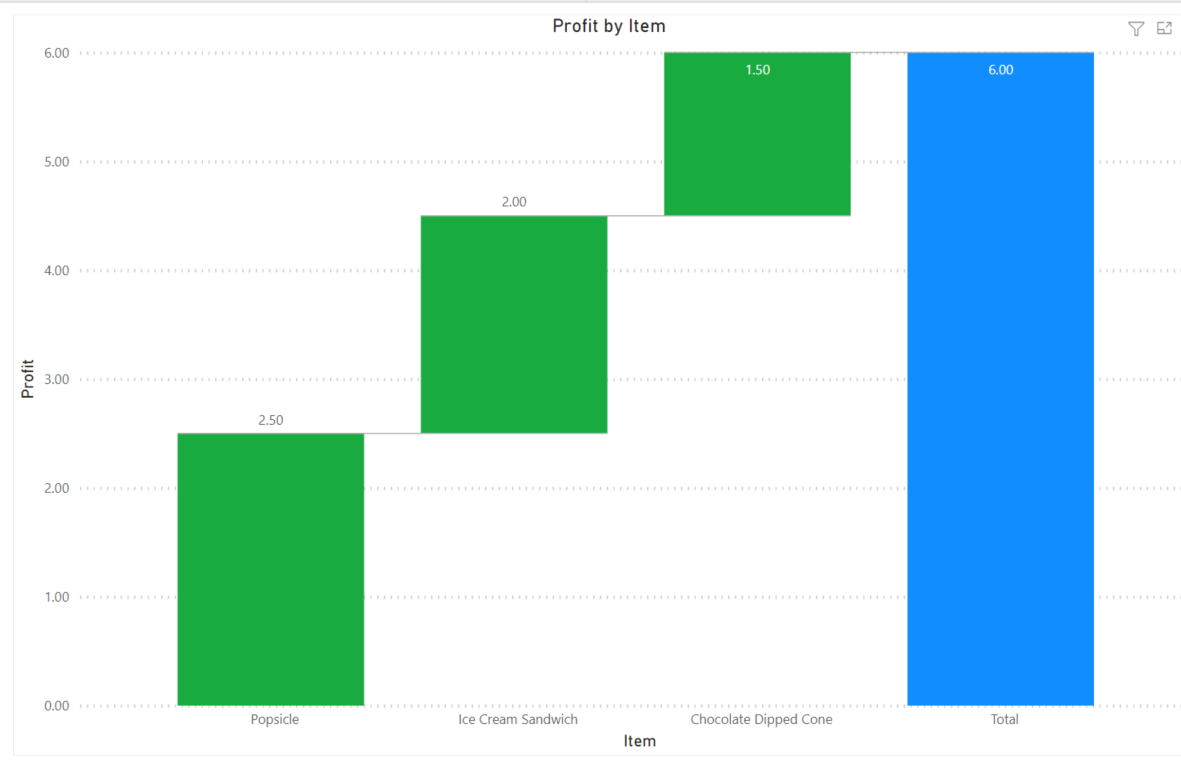 Profit by Item
6.00
1.50
6.00
5.00
2.00
4.00
Profit
3.00
2.50
2.00
1.00
0.00
Popsicle
Ice Cream Sandwich
Chocolate Dipped Cone
Total
Item